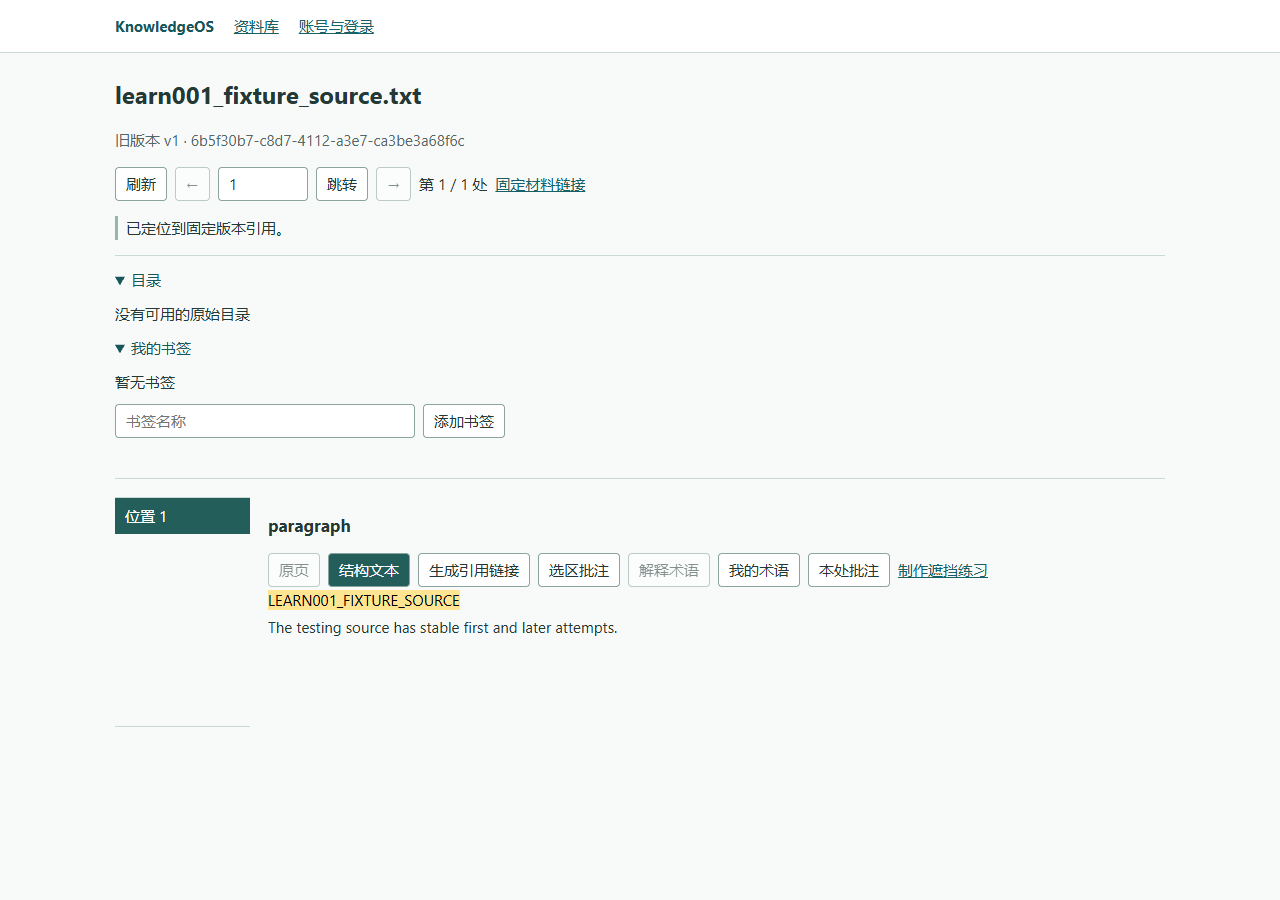 KnowledgeOS 资料库 账号与登录
learn001_fixture_source.txt
旧版本 v1 · 6b5f30b7-c8d7-4112-a3e7-ca3be3a68f6c
刷新 ← 1 跳转 → 第 1 / 1 处 固定材料链接
已定位到固定版本引用。
▼ 目录
没有可用的原始目录
▼ 我的书签
暂无书签
书签名称 添加书签
位置 1
paragraph
原页 结构文本 生成引用链接 选区批注 解释术语 我的术语 本处批注 制作遮挡练习
LEARN001_FIXTURE_SOURCE
The testing source has stable first and later attempts.